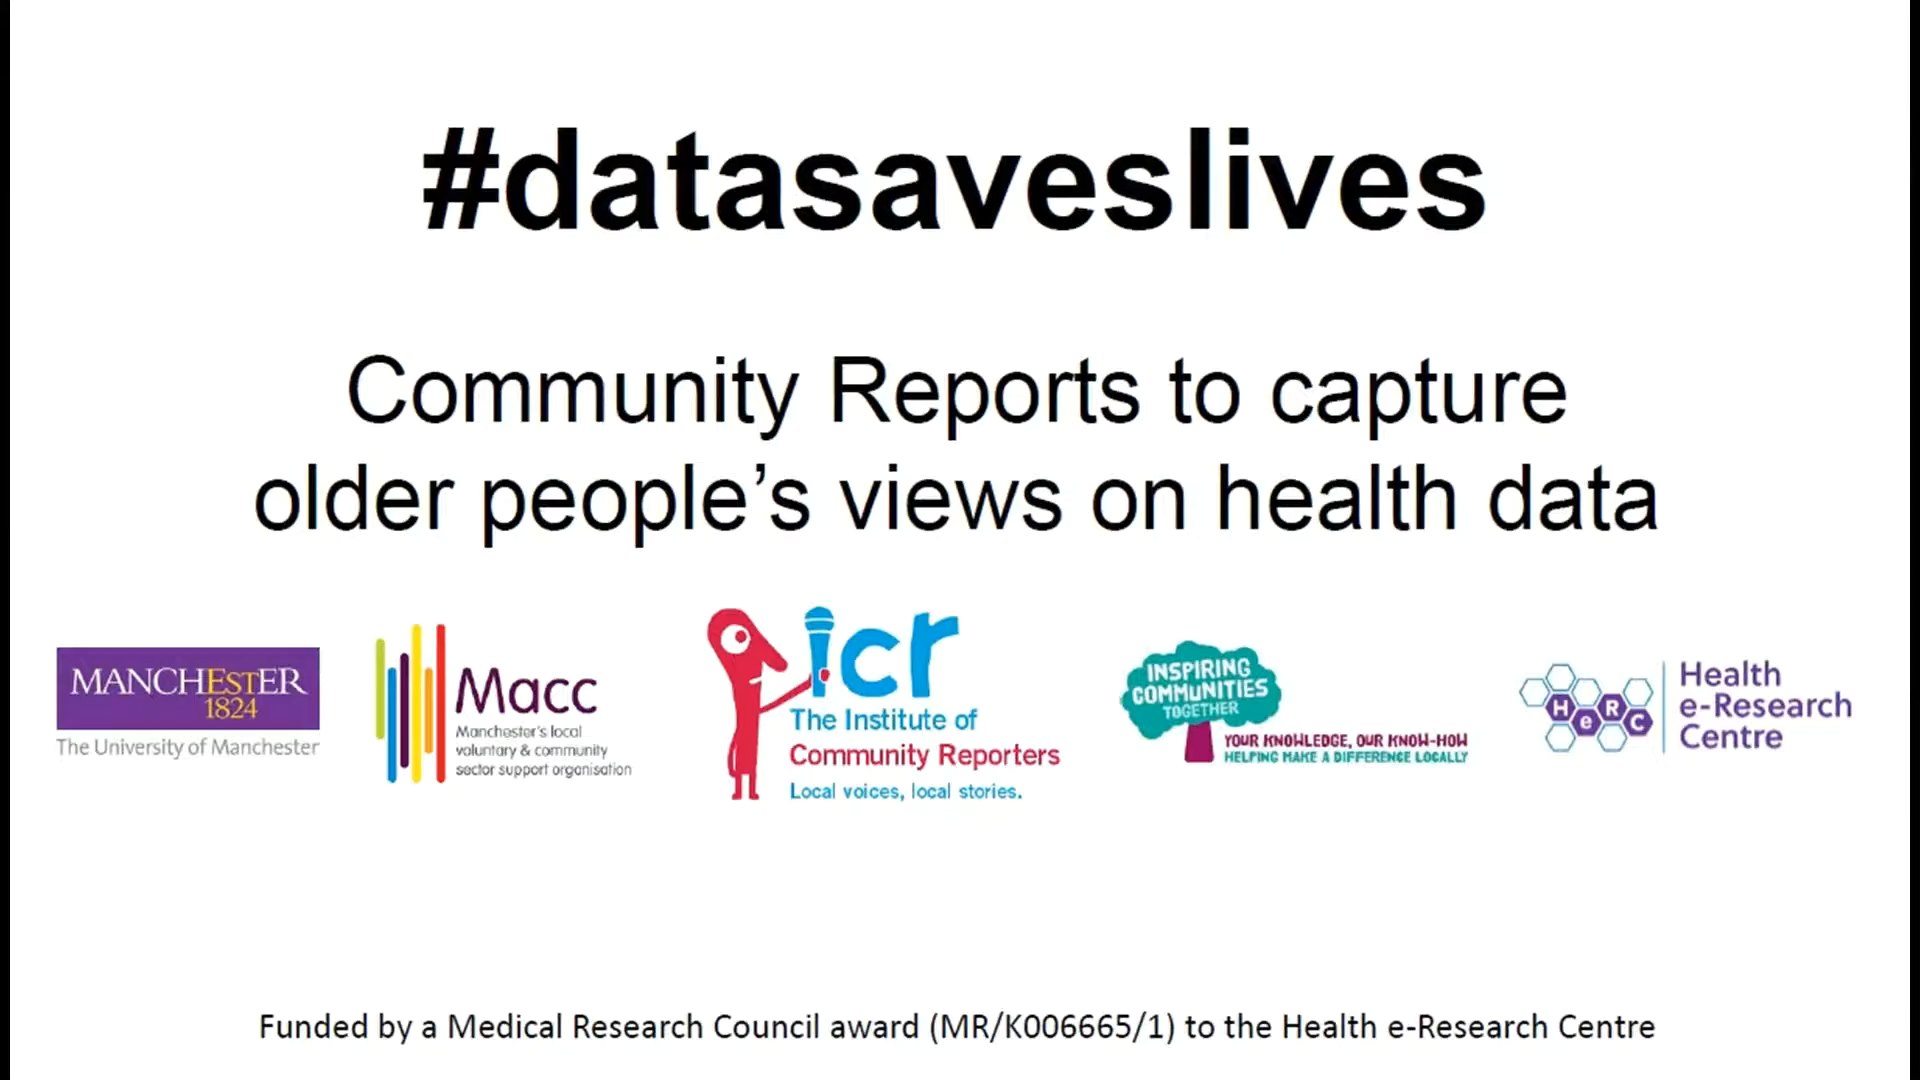 #datasaveslives
Community Reports to capture
older people’s views on health data
MANCHESTER
1824
The University of Manchester
Macc
Manchester's local
voluntary & community
sector support organisation
icr
The Institute of
Community Reporters
Local voices, local stories.
INSPIRING
COMMUNITIES
TOGETHER
YOUR KNOWLEDGE, OUR KNOW-HOW
HELPING MAKE A DIFFERENCE LOCALLY
HeRC
Health
e-Research
Centre
Funded by a Medical Research Council award (MR/K006665/1) to the Health e-Research Centre